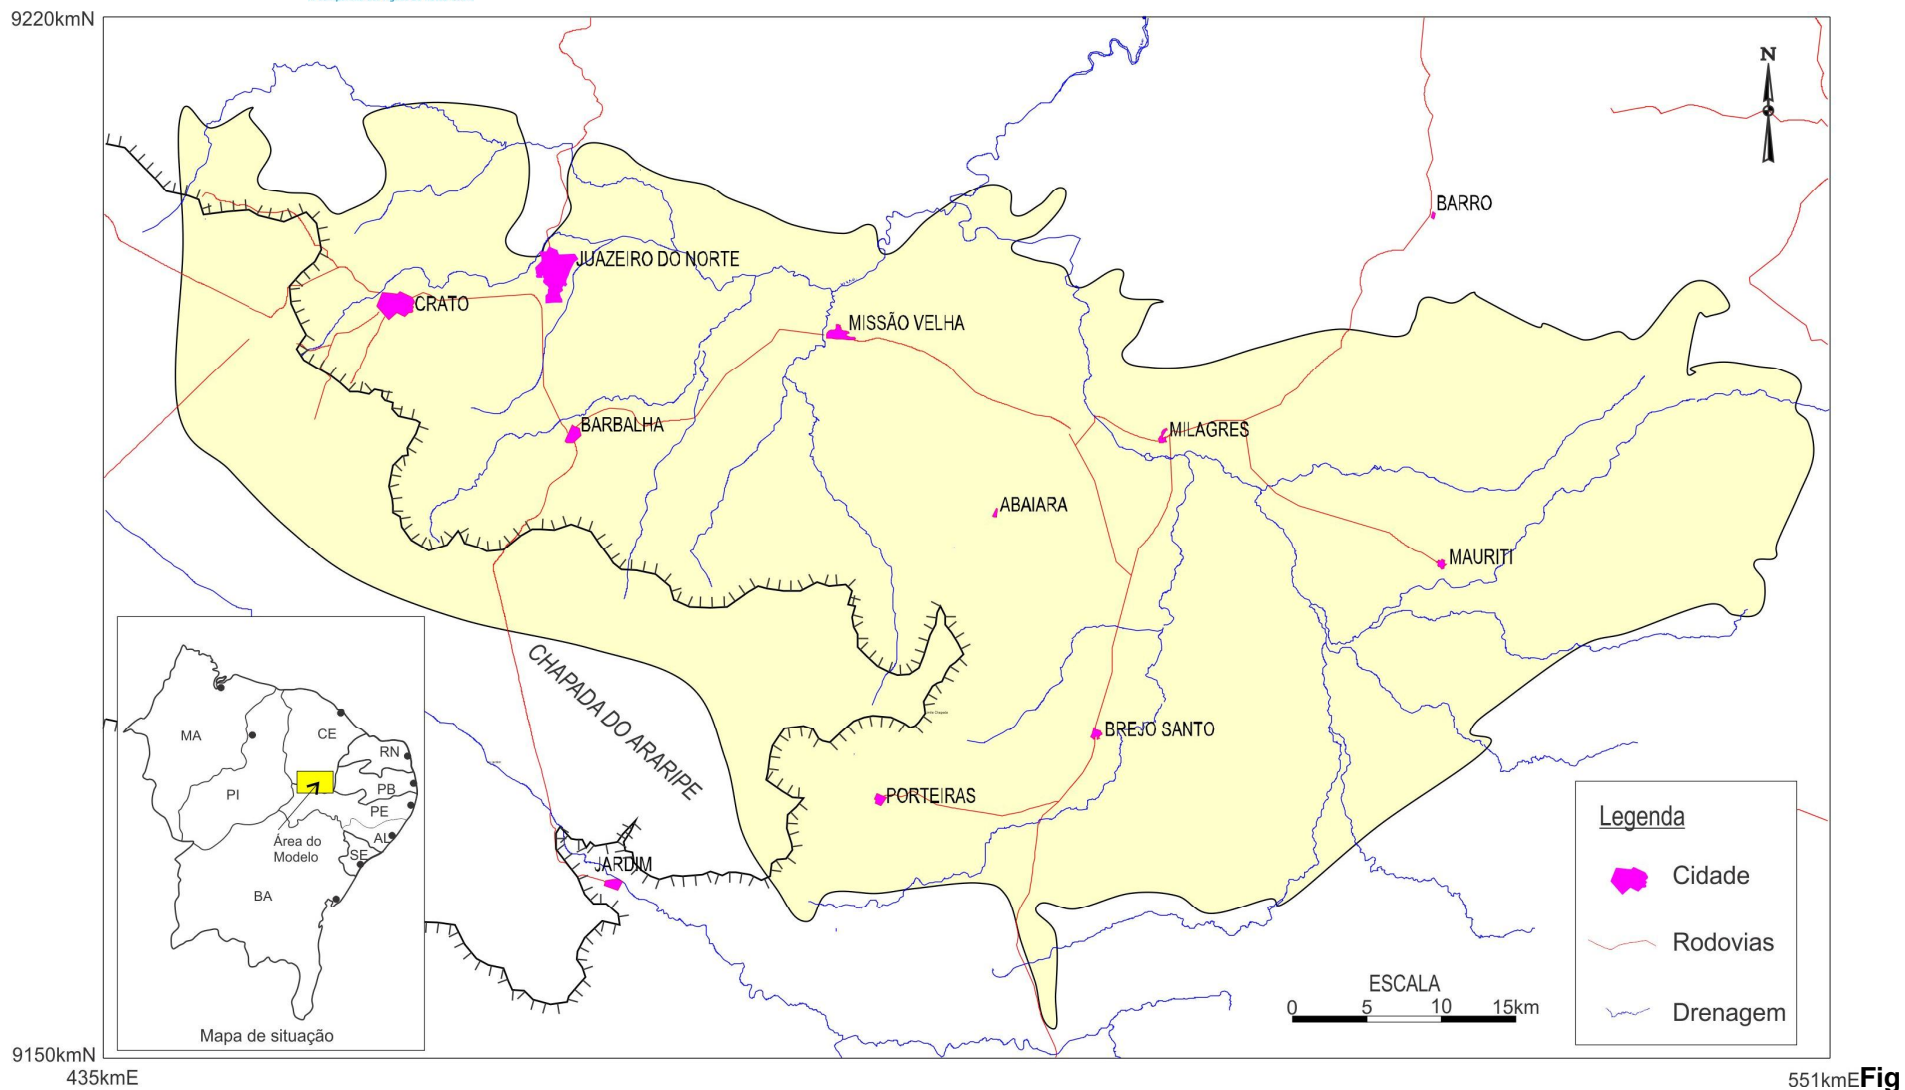 9220kmN
N
BARRO
JUAZEIRO DO NORTE
CRATO
MISSÃO VELHA
BARBALHA
MILAGRES
ABAIARA
MAURITI
CHAPADA DO ARARIPE
BREJO SANTO
PORTEIRAS
JARDIM
MA
CE
RN
PI
PB
PE
Área do
Modelo
AL
SE
BA
Mapa de situação
Legenda
Cidade
Rodovias
Drenagem
ESCALA
0 5 10 15km
9150kmN
435kmE
551kmE
Fig